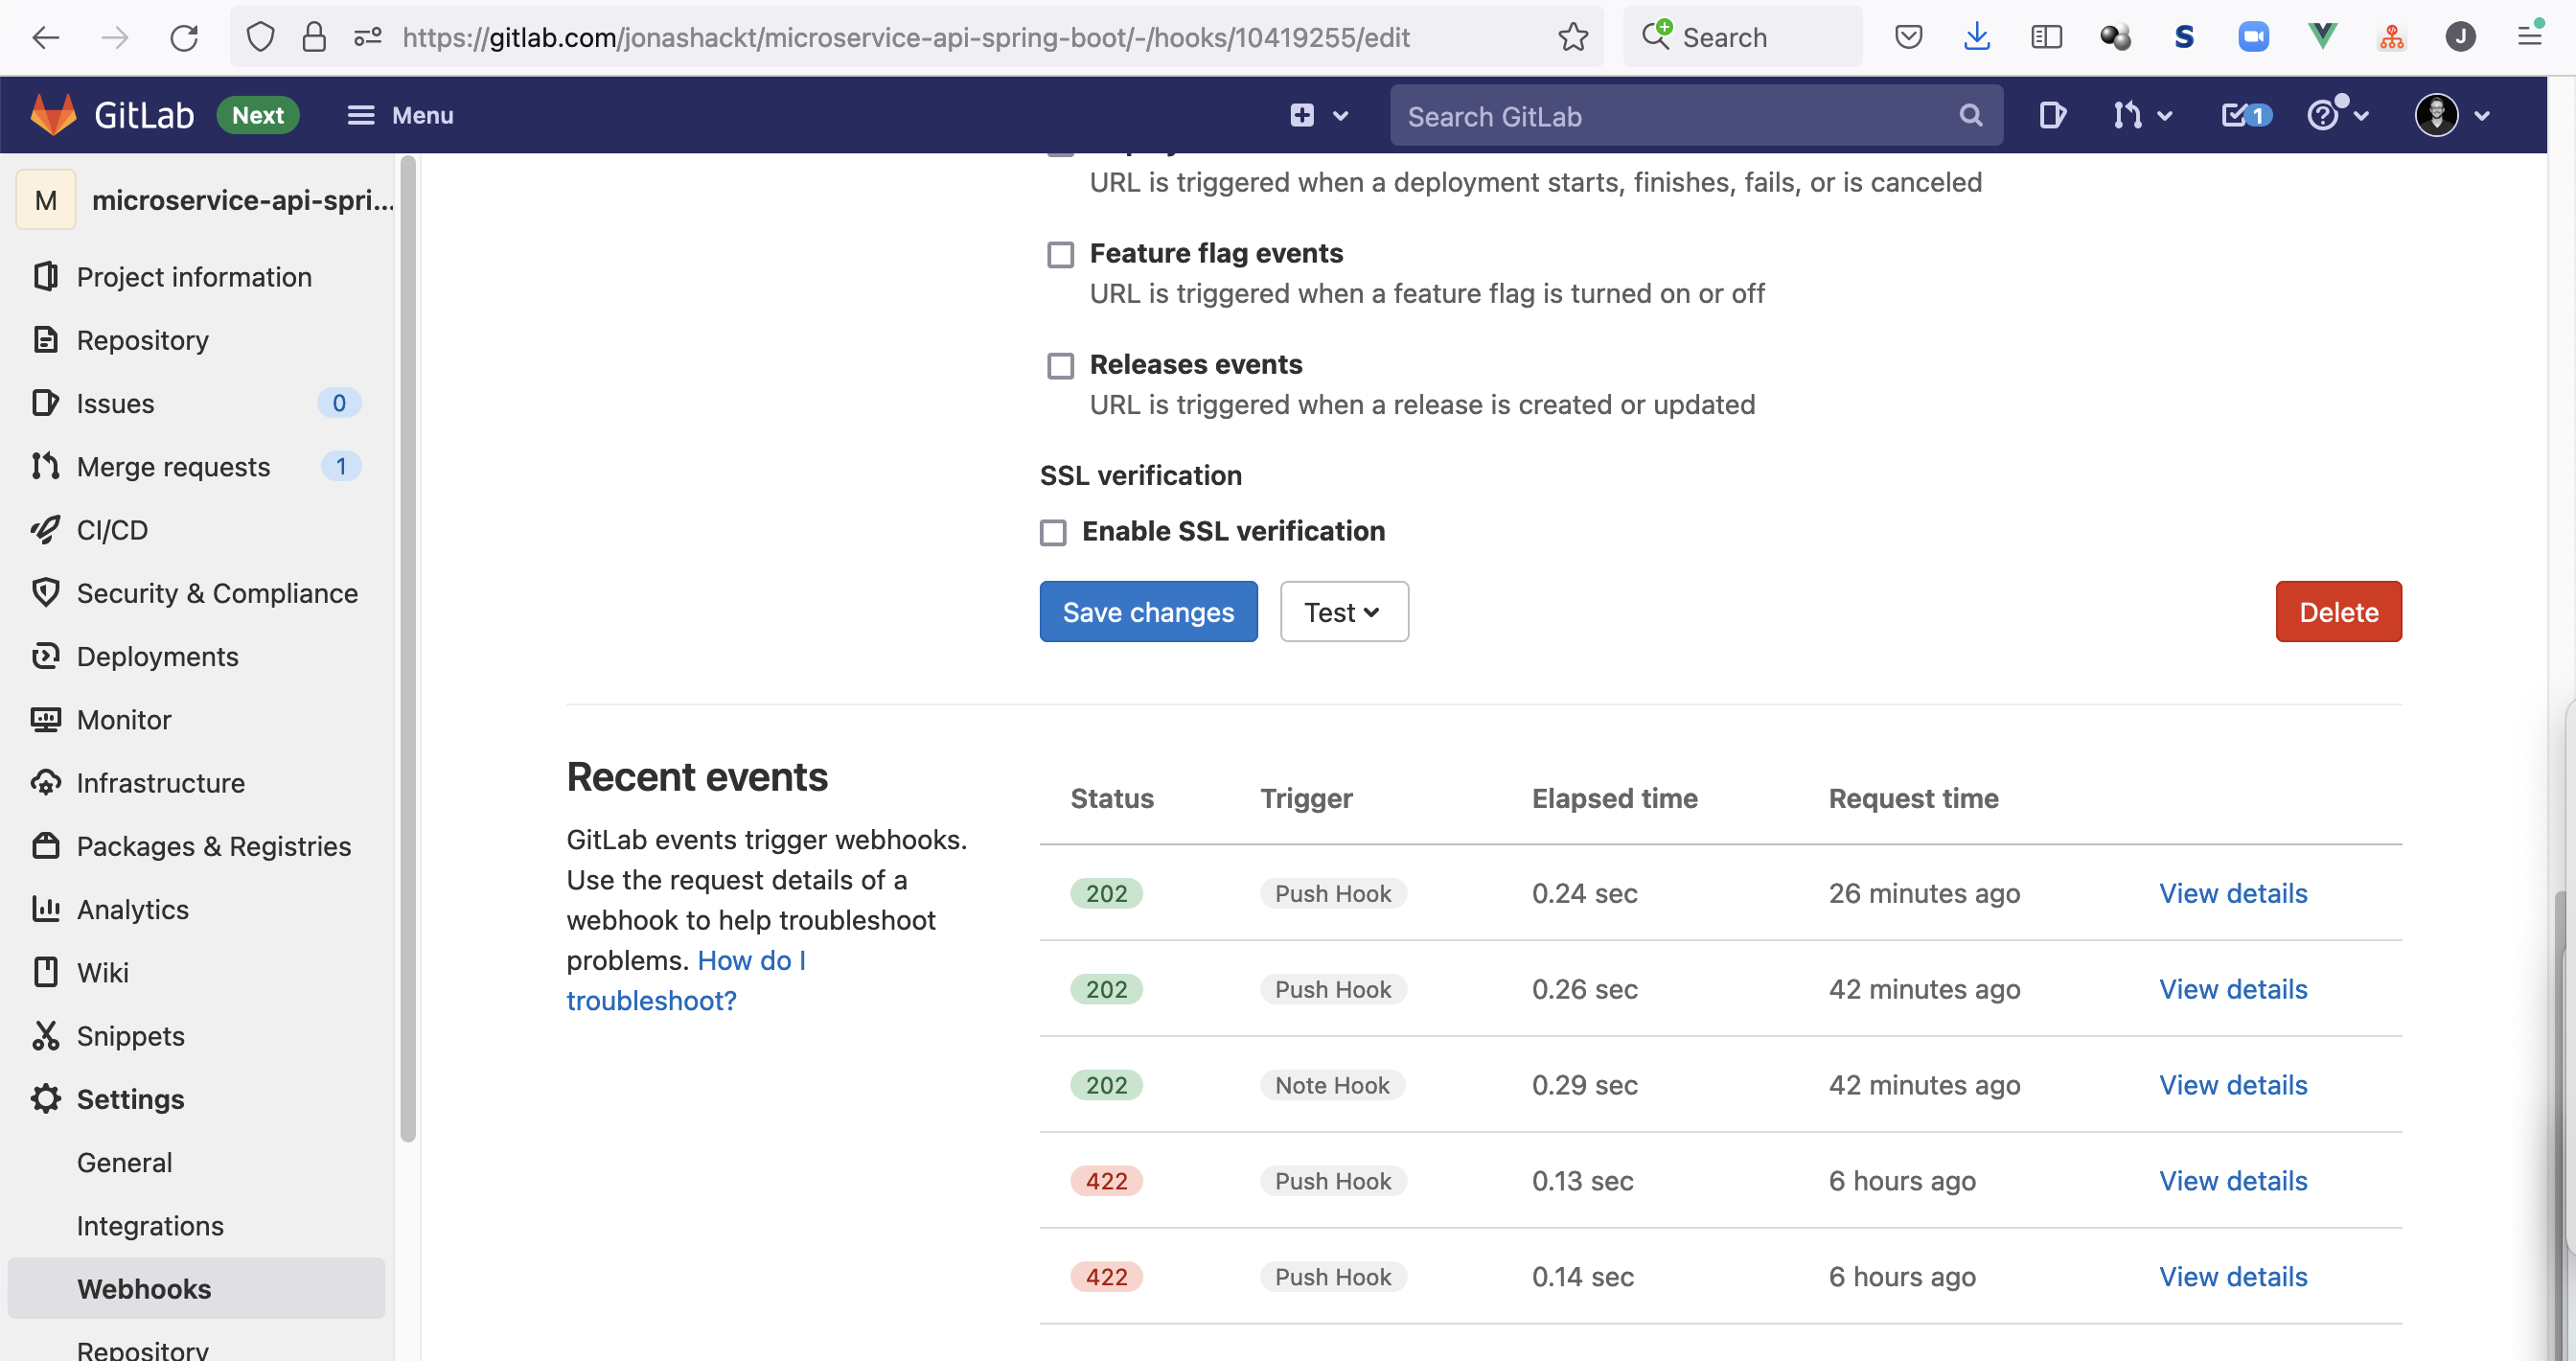 https://gitlab.com/jonashackt/microservice-api-spring-boot/-/hooks/10419255/edit
Search
S
J
GitLab
Next
Menu
Search GitLab
1
M
microservice-api-spri...
Project information
Repository
Issues
0
Merge requests
1
CI/CD
Security & Compliance
Deployments
Monitor
Infrastructure
Packages & Registries
Analytics
Wiki
Snippets
Settings
General
Integrations
Webhooks
Repository
URL is triggered when a deployment starts, finishes, fails, or is canceled
Feature flag events
URL is triggered when a feature flag is turned on or off
Releases events
URL is triggered when a release is created or updated
SSL verification
Enable SSL verification
Save changes
Test
Delete
Recent events
GitLab events trigger webhooks.
Use the request details of a
webhook to help troubleshoot
problems. How do I
troubleshoot?
Status Trigger Elapsed time Request time
202 Push Hook 0.24 sec 26 minutes ago View details
202 Push Hook 0.26 sec 42 minutes ago View details
202 Note Hook 0.29 sec 42 minutes ago View details
422 Push Hook 0.13 sec 6 hours ago View details
422 Push Hook 0.14 sec 6 hours ago View details